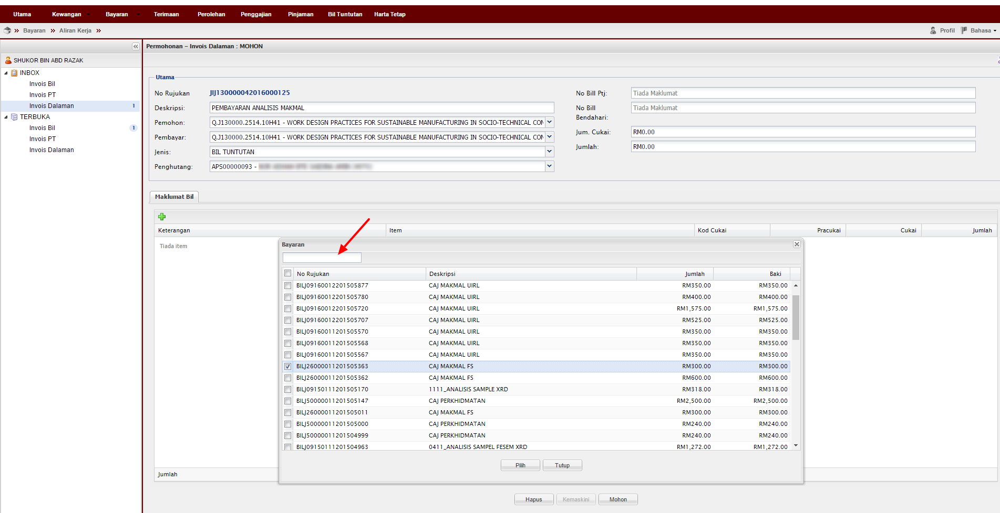 Utama Kewangan Bayaran Terimaan Perolehan Penggajian Pinjaman Bil Tuntutan Harta Tetap
Bayaran Aliran Kerja Profil Bahasa
SHUKOR BIN ABD RAZAK
INBOX
Invois Bil
Invois PT
Invois Dalaman 1
TERBUKA
Invois Bil 1
Invois PT
Invois Dalaman
Permohonan - Invois Dalaman : MOHON
Utama
No Rujukan JIJ130000042016000125
Deskripsi: PEMBAYARAN ANALISIS MAKMAL
Pemohon: Q.J130000.2514.10H41 - WORK DESIGN PRACTICES FOR SUSTAINABLE MANUFACTURING IN SOCIO-TECHNICAL CON
Pembayar: Q.J130000.2514.10H41 - WORK DESIGN PRACTICES FOR SUSTAINABLE MANUFACTURING IN SOCIO-TECHNICAL CON
Jenis: BIL TUNTUTAN
Penghutang: APS00000093 -
No Bill Ptj: Tiada Maklumat
No Bill Bendahari: Tiada Maklumat
Jum. Cukai: RM0.00
Jumlah: RM0.00
Maklumat Bil
Keterangan Item Kod Cukai Pracukai Cukai Jumlah
Tiada item
Bayaran
No Rujukan Deskripsi Jumlah Baki
BILJ09160012201505877 CAJ MAKMAL UIRL RM350.00 RM350.00
BILJ09160012201505780 CAJ MAKMAL UIRL RM400.00 RM400.00
BILJ09160012201505720 CAJ MAKMAL UIRL RM1,575.00 RM1,575.00
BILJ09160012201505707 CAJ MAKMAL UIRL RM525.00 RM525.00
BILJ09160011201505570 CAJ MAKMAL UIRL RM350.00 RM350.00
BILJ09160011201505568 CAJ MAKMAL UIRL RM350.00 RM350.00
BILJ09160011201505567 CAJ MAKMAL UIRL RM350.00 RM350.00
BILJ26000011201505363 CAJ MAKMAL FS RM300.00 RM300.00
BILJ26000011201505362 CAJ MAKMAL FS RM600.00 RM600.00
BILJ09150111201505170 1111_ANALISIS SAMPLE XRD RM318.00 RM318.00
BILJ50000011201505147 CAJ PERKHIDMATAN RM2,500.00 RM2,500.00
BILJ26000011201505011 CAJ MAKMAL FS RM300.00 RM300.00
BILJ50000011201505000 CAJ PERKHIDMATAN RM240.00 RM240.00
BILJ50000011201504999 CAJ PERKHIDMATAN RM240.00 RM240.00
BILJ09150111201504963 0411_ANALISIS SAMPEL FESEM XRD RM1,272.00 RM1,272.00
Pilih Tutup
Jumlah
Hapus Kemaskini Mohon